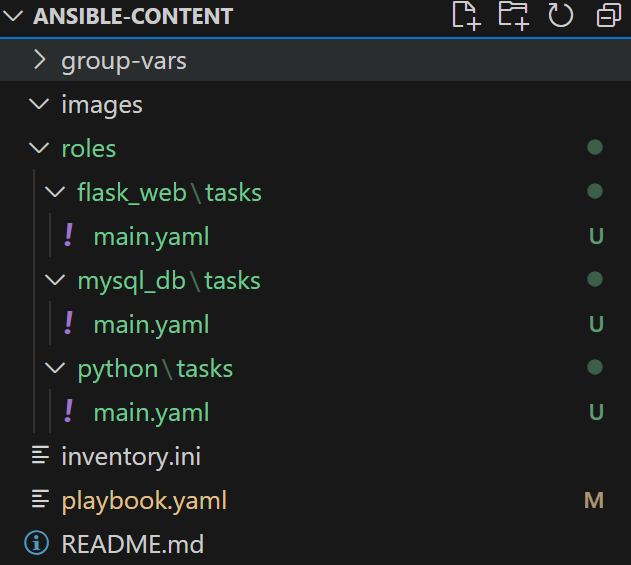 ANSIBLE-CONTENT
group-vars
images
roles
flask_web\tasks
! main.yaml U
mysql_db\tasks
! main.yaml U
python\tasks
! main.yaml U
inventory.ini
playbook.yaml M
README.md